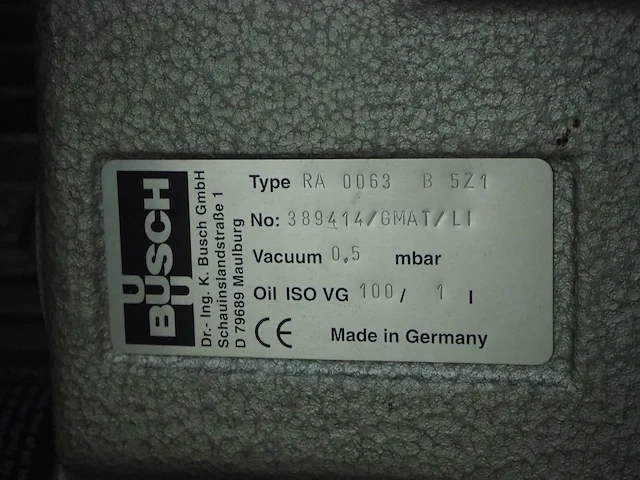 BUSCH
Dr.- Ing. K. Busch GmbH
Schauinslandstraße 1
D 79689 Maulburg
Type RA 0063 B 5Z1
No: 389414/GMAT/LI
Vacuum 0,5 mbar
Oil ISO VG 100/ 1 l
CE Made in Germany